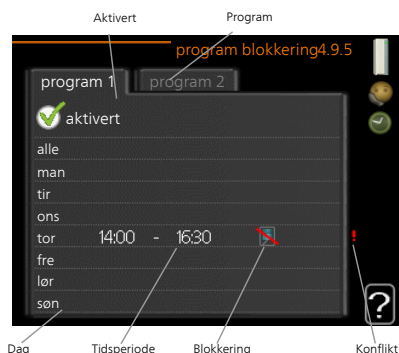 Aktivert Program
program blokkering4.9.5
program 1 program 2
aktivert
alle
man
tir
ons
tor 14:00 - 16:30 !
fre
lør
søn
?
Dag Tidsperiode Blokkering Konflikt